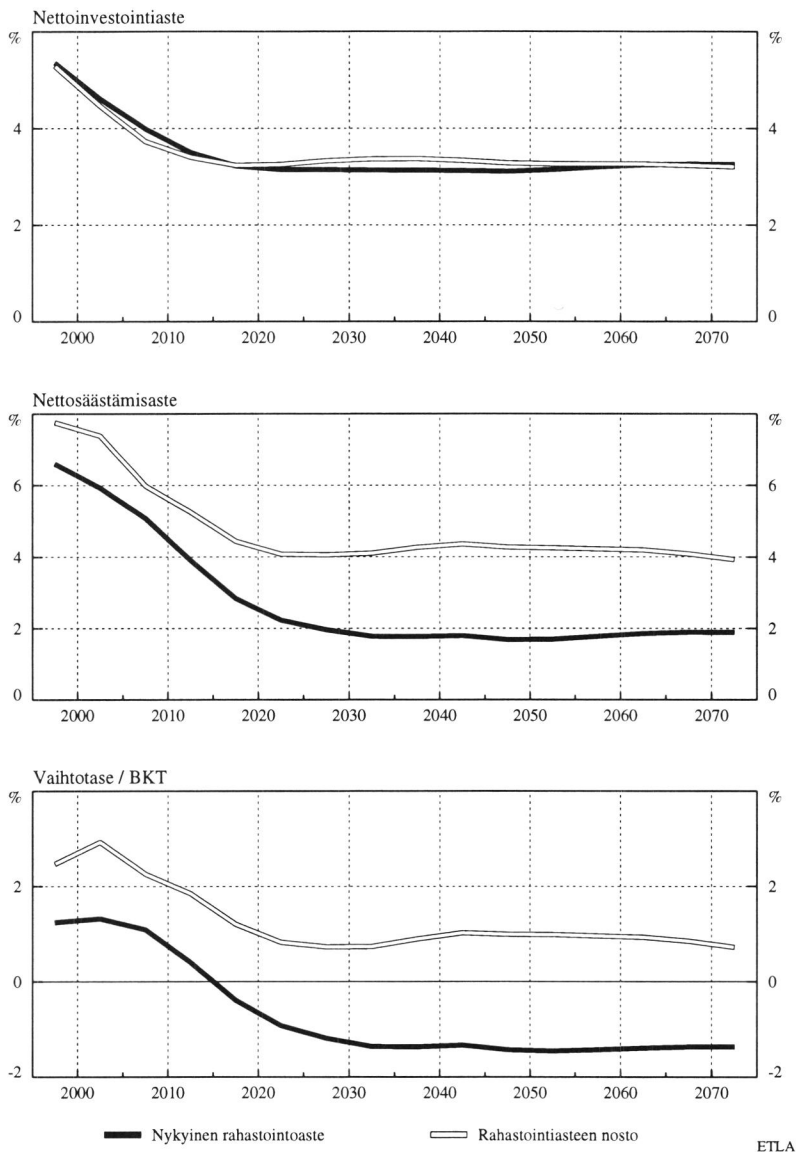 Nettoinvestointiaste
% %
4 4
2 2
0 0
2000 2010 2020 2030 2040 2050 2060 2070
Nettosäästämisaste
% %
6 6
4 4
2 2
0 0
2000 2010 2020 2030 2040 2050 2060 2070
Vaihtotase / BKT
% %
2 2
0 0
-2 -2
2000 2010 2020 2030 2040 2050 2060 2070
Nykyinen rahastointoaste Rahastointiasteen nosto
ETLA